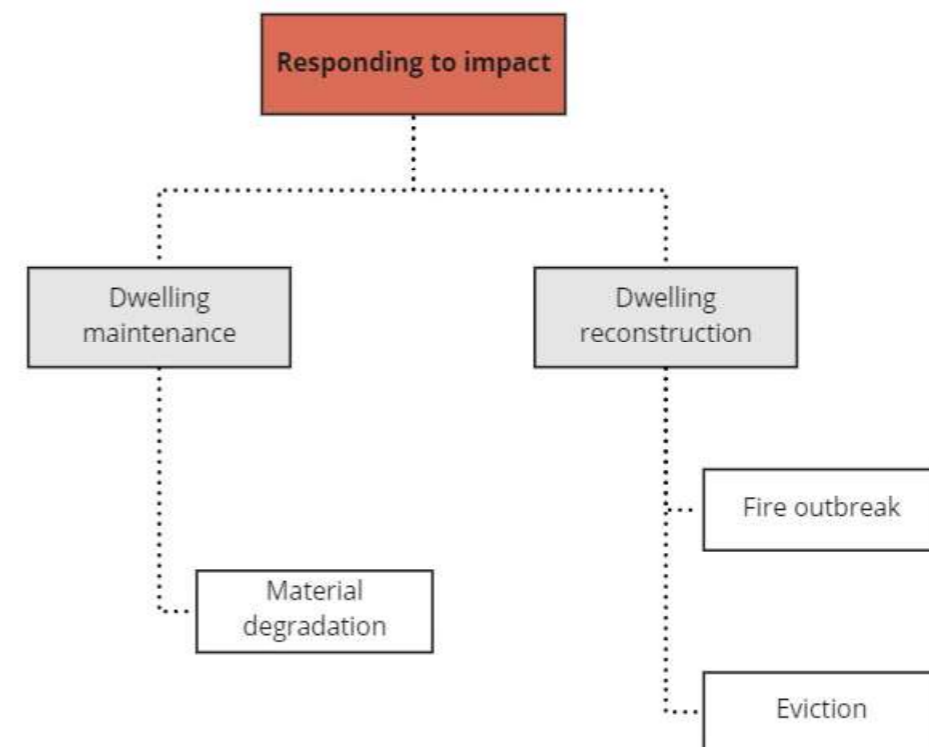 Responding to impact
Dwelling
maintenance
Dwelling
reconstruction
Fire outbreak
Material
degradation
Eviction